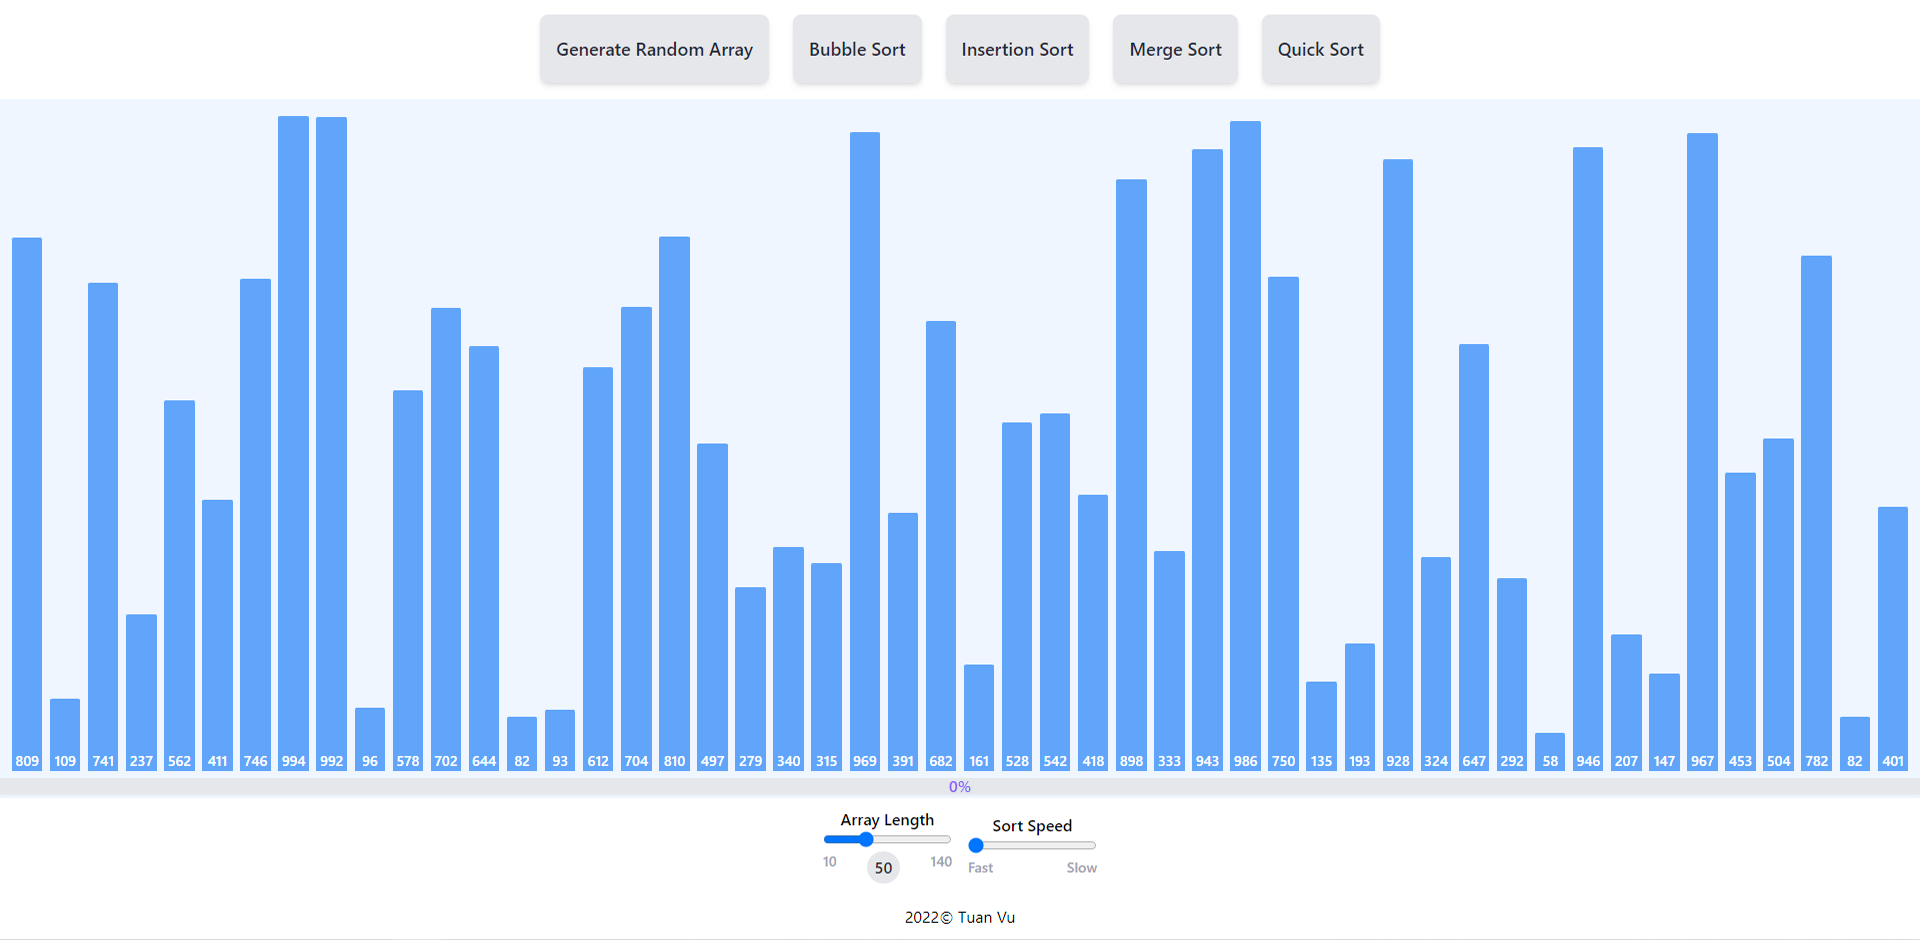 Generate Random Array Bubble Sort Insertion Sort Merge Sort Quick Sort
809 109 741 237 562 411 746 994 992 96 578 702 644 82 93 612 704 810 497 279 340 315 969 391 682 161 528 542 418 898 333 943 986 750 135 193 928 324 647 292 58 946 207 147 967 453 504 782 82 401
0%
Array Length Sort Speed
10 50 140 Fast Slow
2022© Tuan Vu